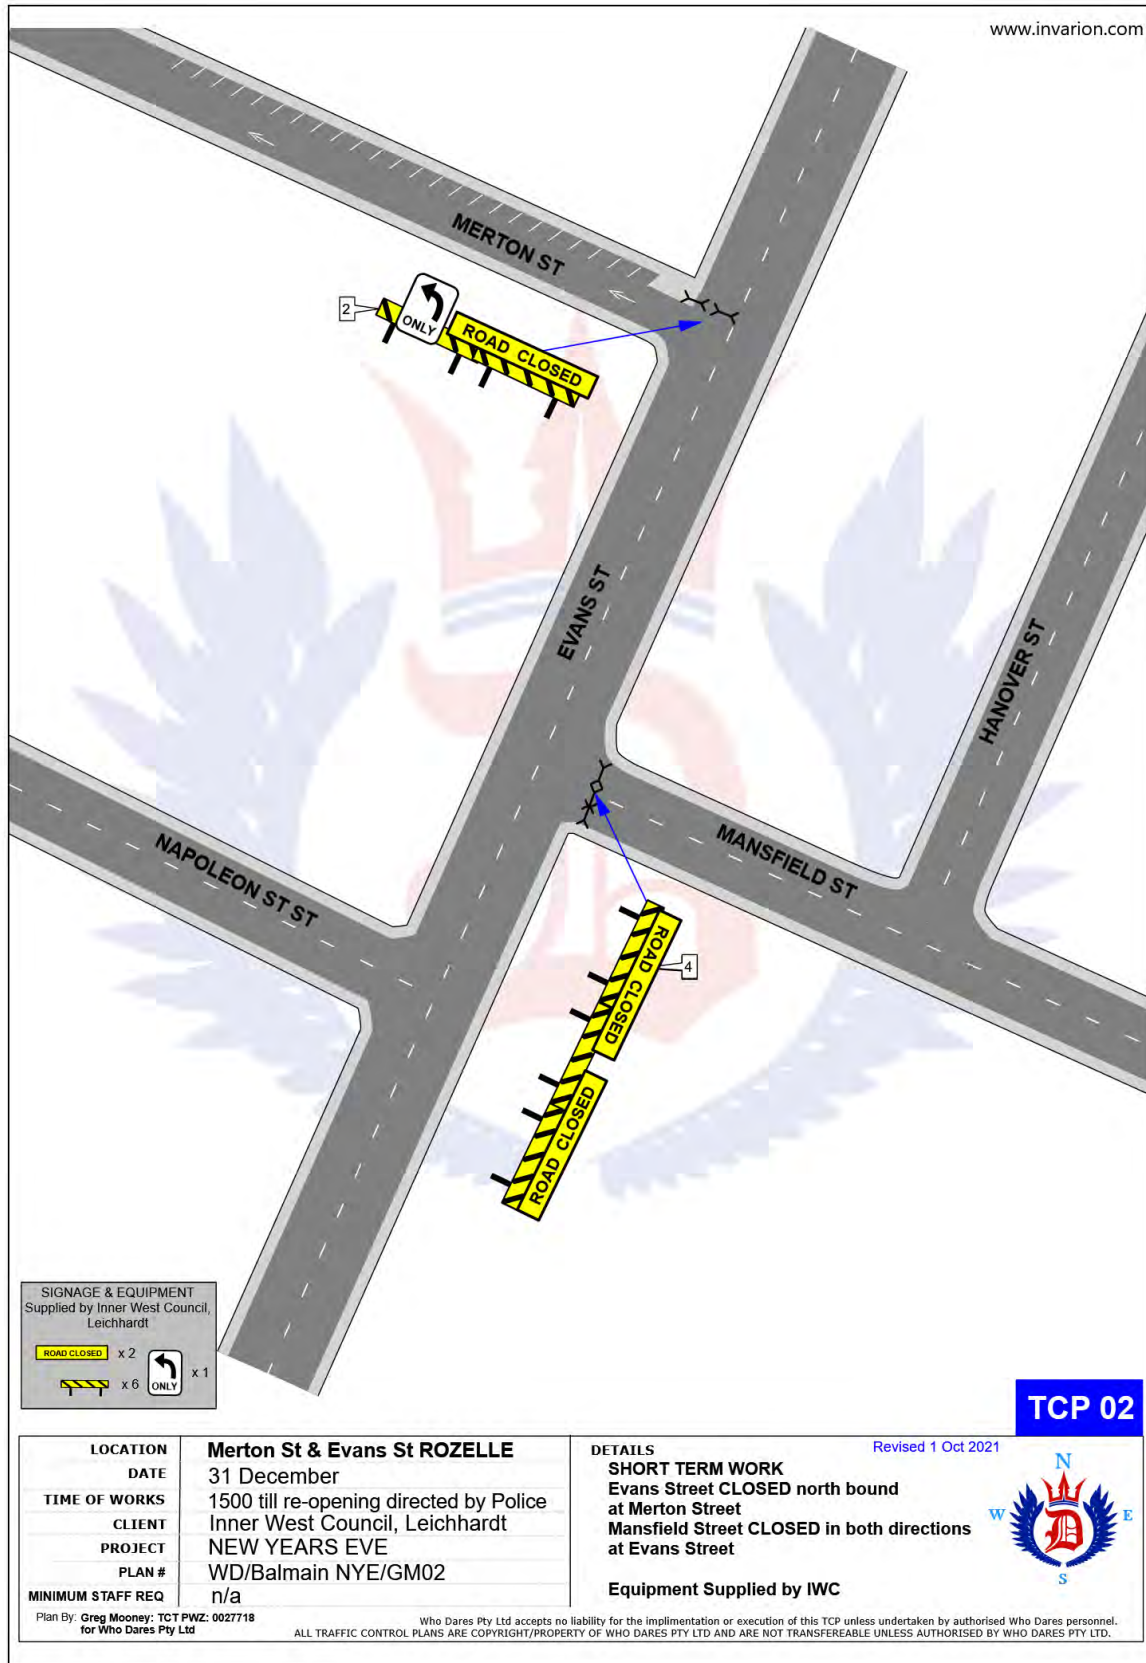 www.invarion.com
MERTON ST
2
ONLY
ROAD CLOSED
EVANS ST
HANOVER ST
NAPOLEON ST ST
MANSFIELD ST
ROAD CLOSED
4
ROAD CLOSED
SIGNAGE & EQUIPMENT
Supplied by Inner West Council,
Leichhardt
ROAD CLOSED x 2
x 6
ONLY
x 1
TCP 02
LOCATION Merton St & Evans St ROZELLE
DATE 31 December
TIME OF WORKS 1500 till re-opening directed by Police
CLIENT Inner West Council, Leichhardt
PROJECT NEW YEARS EVE
PLAN # WD/Balmain NYE/GM02
MINIMUM STAFF REQ n/a
DETAILS
Revised 1 Oct 2021
SHORT TERM WORK
Evans Street CLOSED north bound
at Merton Street
Mansfield Street CLOSED in both directions
at Evans Street
Equipment Supplied by IWC
N
W
D
E
S
Plan By: Greg Mooney: TCT PWZ: 0027718
for Who Dares Pty Ltd
Who Dares Pty Ltd accepts no liability for the implimentation or execution of this TCP unless undertaken by authorised Who Dares personnel.
ALL TRAFFIC CONTROL PLANS ARE COPYRIGHT/PROPERTY OF WHO DARES PTY LTD AND ARE NOT TRANSFEREABLE UNLESS AUTHORISED BY WHO DARES PTY LTD.